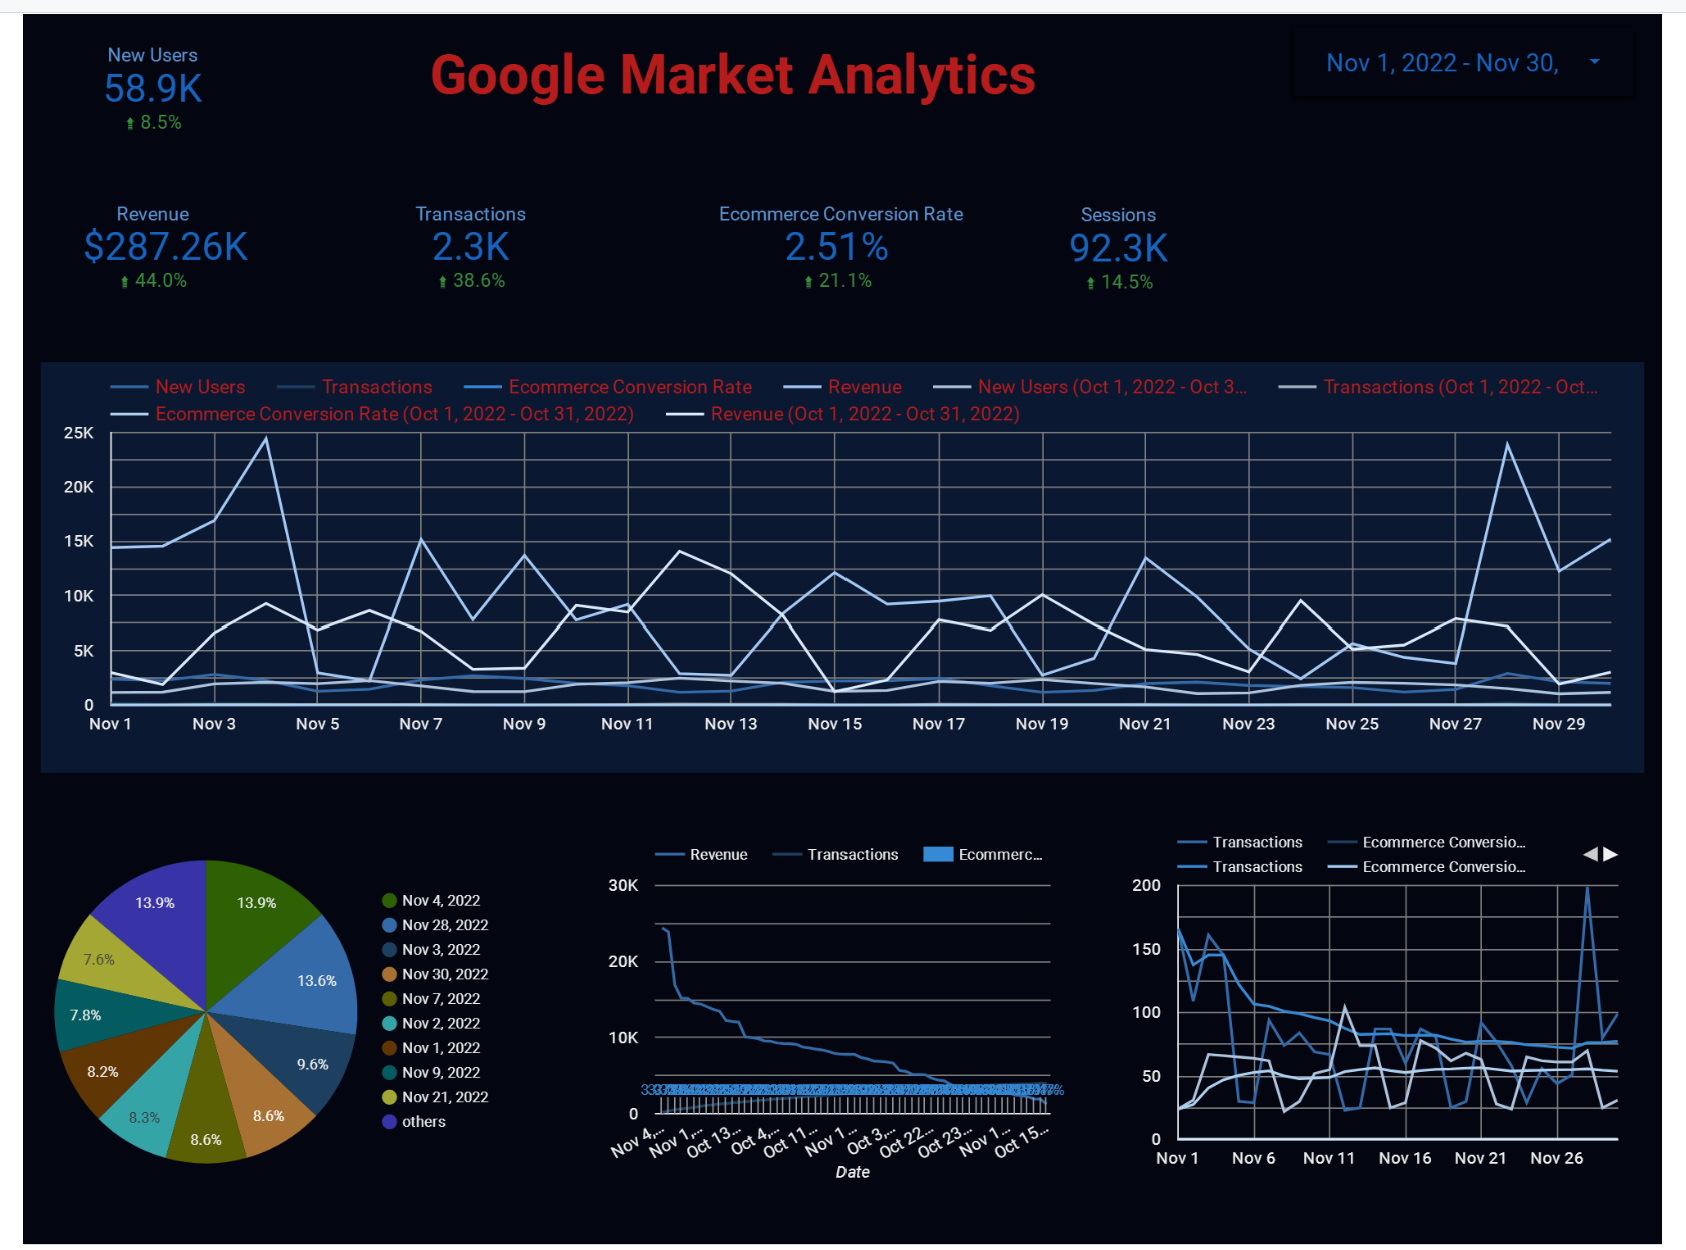 New Users
58.9K
8.5%
Google Market Analytics
Nov 1, 2022 - Nov 30,
Revenue
$287.26K
44.0%
Transactions
2.3K
38.6%
Ecommerce Conversion Rate
2.51%
21.1%
Sessions
92.3K
14.5%
New Users Transactions Ecommerce Conversion Rate Revenue New Users (Oct 1, 2022 - Oct 3... Transactions (Oct 1, 2022 - Oct...
Ecommerce Conversion Rate (Oct 1, 2022 - Oct 31, 2022) Revenue (Oct 1, 2022 - Oct 31, 2022)
25K
20K
15K
10K
5K
0
Nov 1 Nov 3 Nov 5 Nov 7 Nov 9 Nov 11 Nov 13 Nov 15 Nov 17 Nov 19 Nov 21 Nov 23 Nov 25 Nov 27 Nov 29
13.9%
13.6%
9.6%
8.6%
8.6%
8.3%
8.2%
7.8%
7.6%
13.9%
Nov 4, 2022
Nov 28, 2022
Nov 3, 2022
Nov 30, 2022
Nov 7, 2022
Nov 2, 2022
Nov 1, 2022
Nov 9, 2022
Nov 21, 2022
others
Revenue Transactions Ecommerc...
30K
20K
10K
0
Nov 4,... Nov 1,... Oct 13... Oct 4,... Oct 11... Nov 1... Oct 3,... Oct 22... Oct 23... Nov 1... Oct 15...
Date
Transactions Ecommerce Conversio...
Transactions Ecommerce Conversio...
200
150
100
50
0
Nov 1 Nov 6 Nov 11 Nov 16 Nov 21 Nov 26